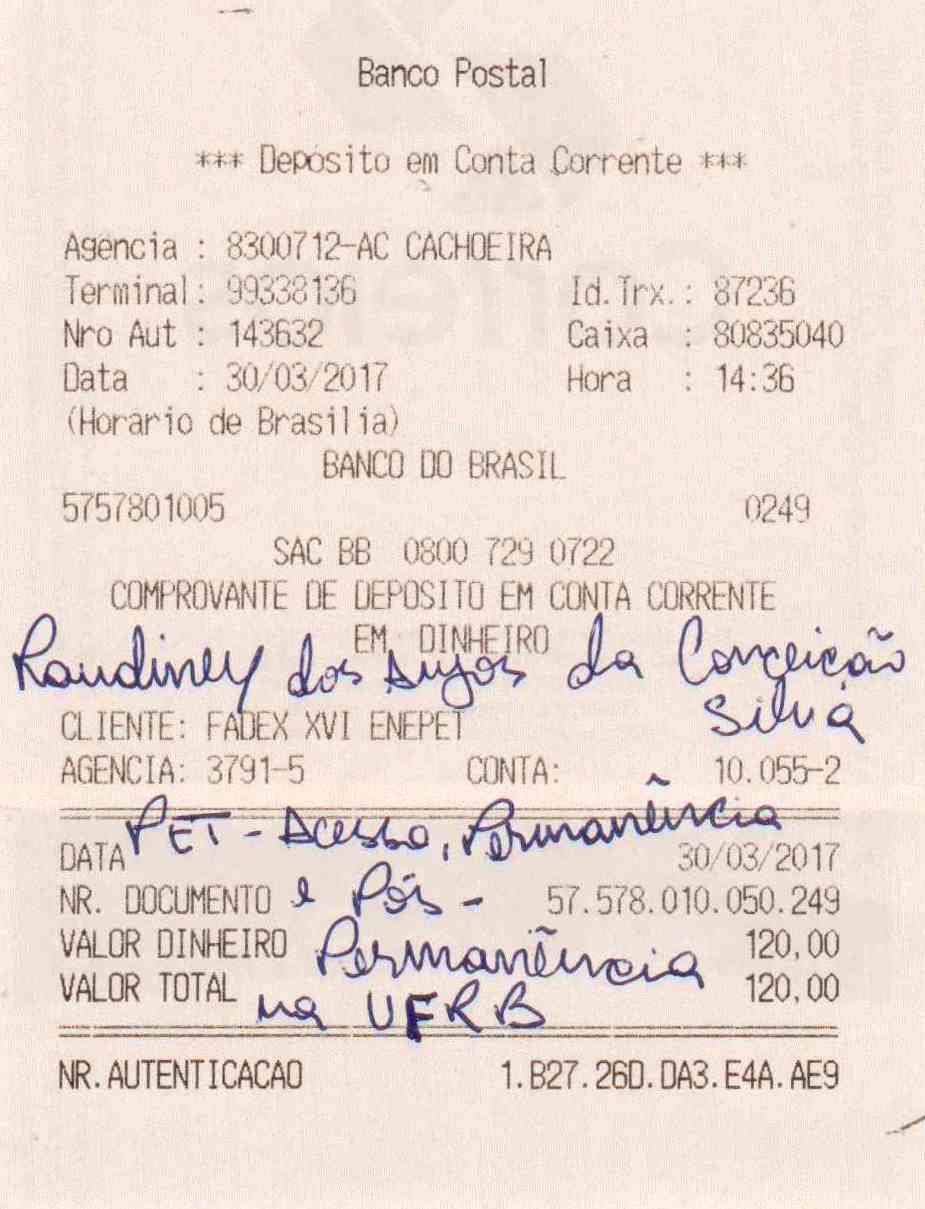 Banco Postal
*** Deposito em Conta Corrente ***
Agencia : 8300712-AC CACHOEIRA
Terminal: 99338136 Id.Trx.: 87236
Nro Aut : 143632 Caixa : 80835040
Data : 30/03/2017 Hora : 14:36
(Horario de Brasilia)
BANCO DO BRASIL
5757801005 0249
SAC BB 0800 729 0722
COMPROVANTE DE DEPOSITO EM CONTA CORRENTE
EM DINHEIRO
Raudiney dos Anjos da Conceição
Silva
CLIENTE: FADEX XVI ENEPET
AGENCIA: 3791-5 CONTA: 10.055-2
PET - Acesso, Permanência
DATA 30/03/2017
NR. DOCUMENTO 57.578.010.050.249
e Pós -
VALOR DINHEIRO 120,00
Permanência
VALOR TOTAL 120,00
na UFRB
NR.AUTENTICACAO 1.B27.26D.DA3.E4A.AE9